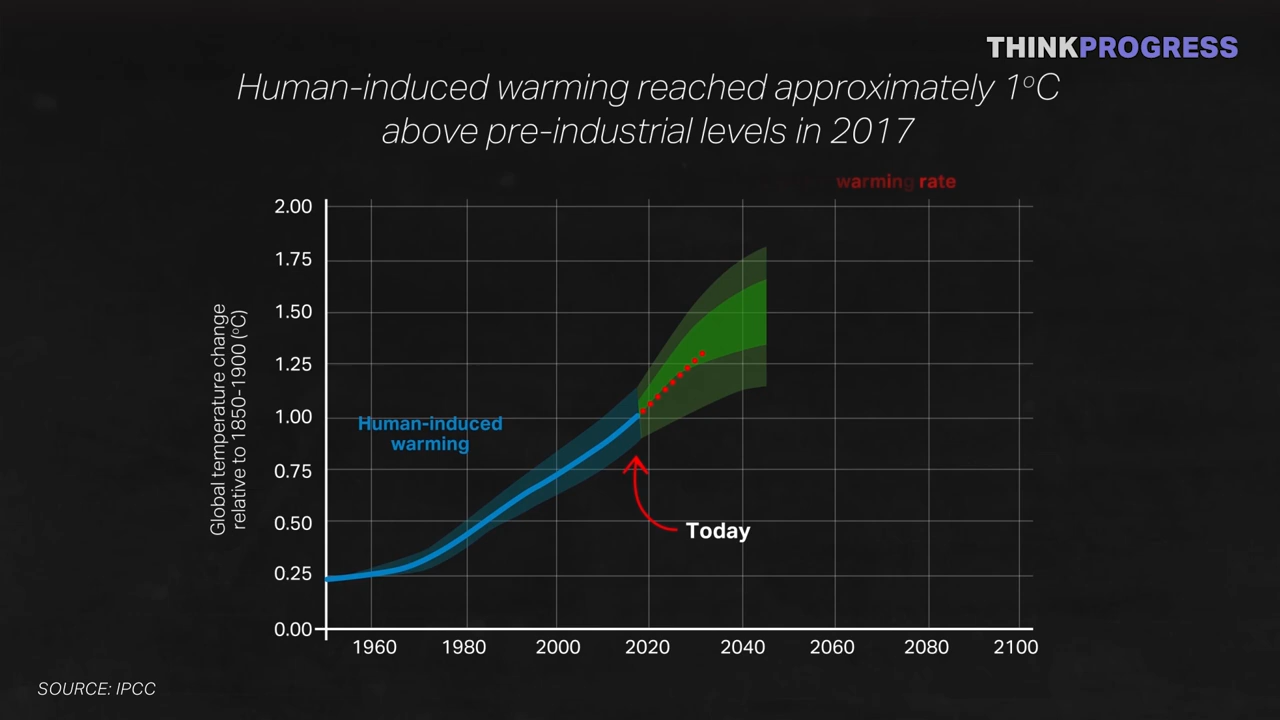 THINKPROGRESS
Human-induced warming reached approximately 1°C
above pre-industrial levels in 2017
warming rate
2.00
1.75
1.50
1.25
1.00
0.75
0.50
0.25
0.00
Global temperature change
relative to 1850-1900 (°C)
Human-induced
warming
Today
1960 1980 2000 2020 2040 2060 2080 2100
SOURCE: IPCC